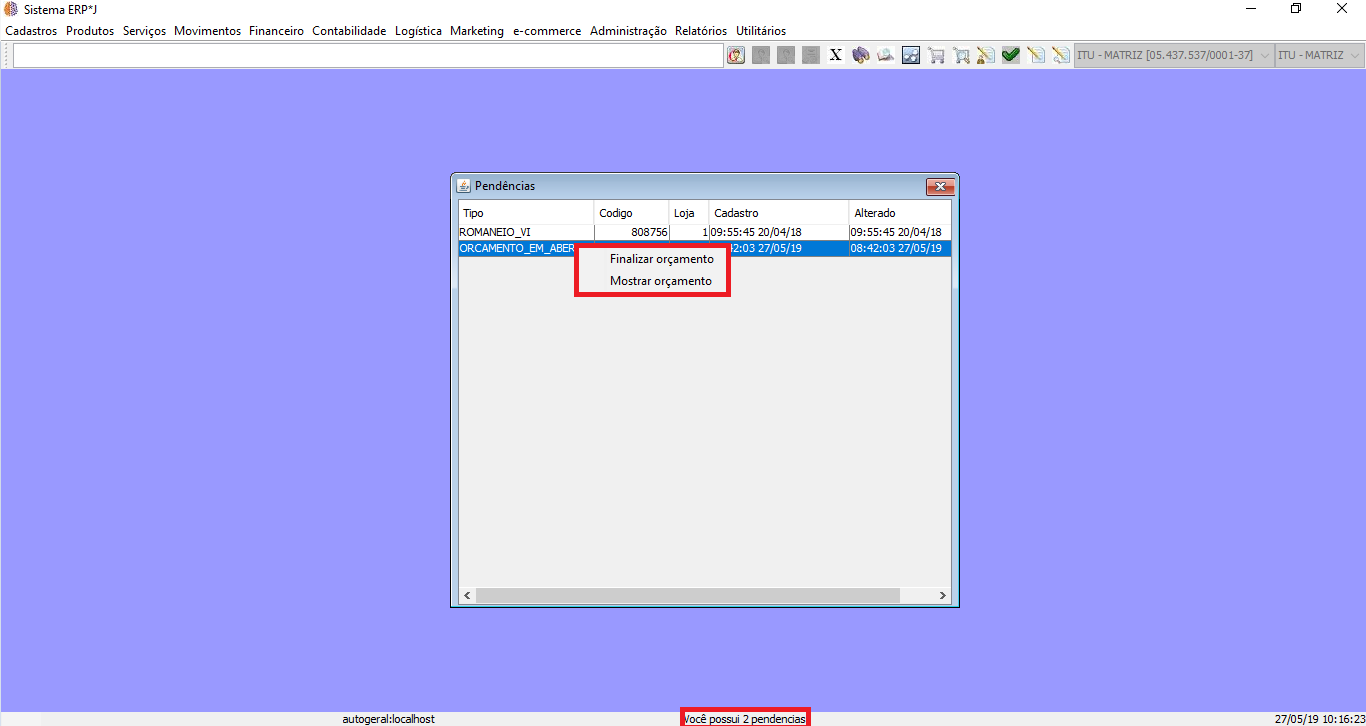 Sistema ERP*J
Cadastros Produtos Serviços Movimentos Financeiro Contabilidade Logística Marketing e-commerce Administração Relatórios Utilitários
X ITU - MATRIZ [05.437.537/0001-37] ITU - MATRIZ
Pendências
Tipo Codigo Loja Cadastro Alterado
ROMANEIO_VI 808756 1 09:55:45 20/04/18 09:55:45 20/04/18
ORCAMENTO_EM_ABER 42:03 27/05/19 08:42:03 27/05/19
Finalizar orçamento
Mostrar orçamento
autogeral:localhost Você possui 2 pendencias 27/05/19 10:16:23